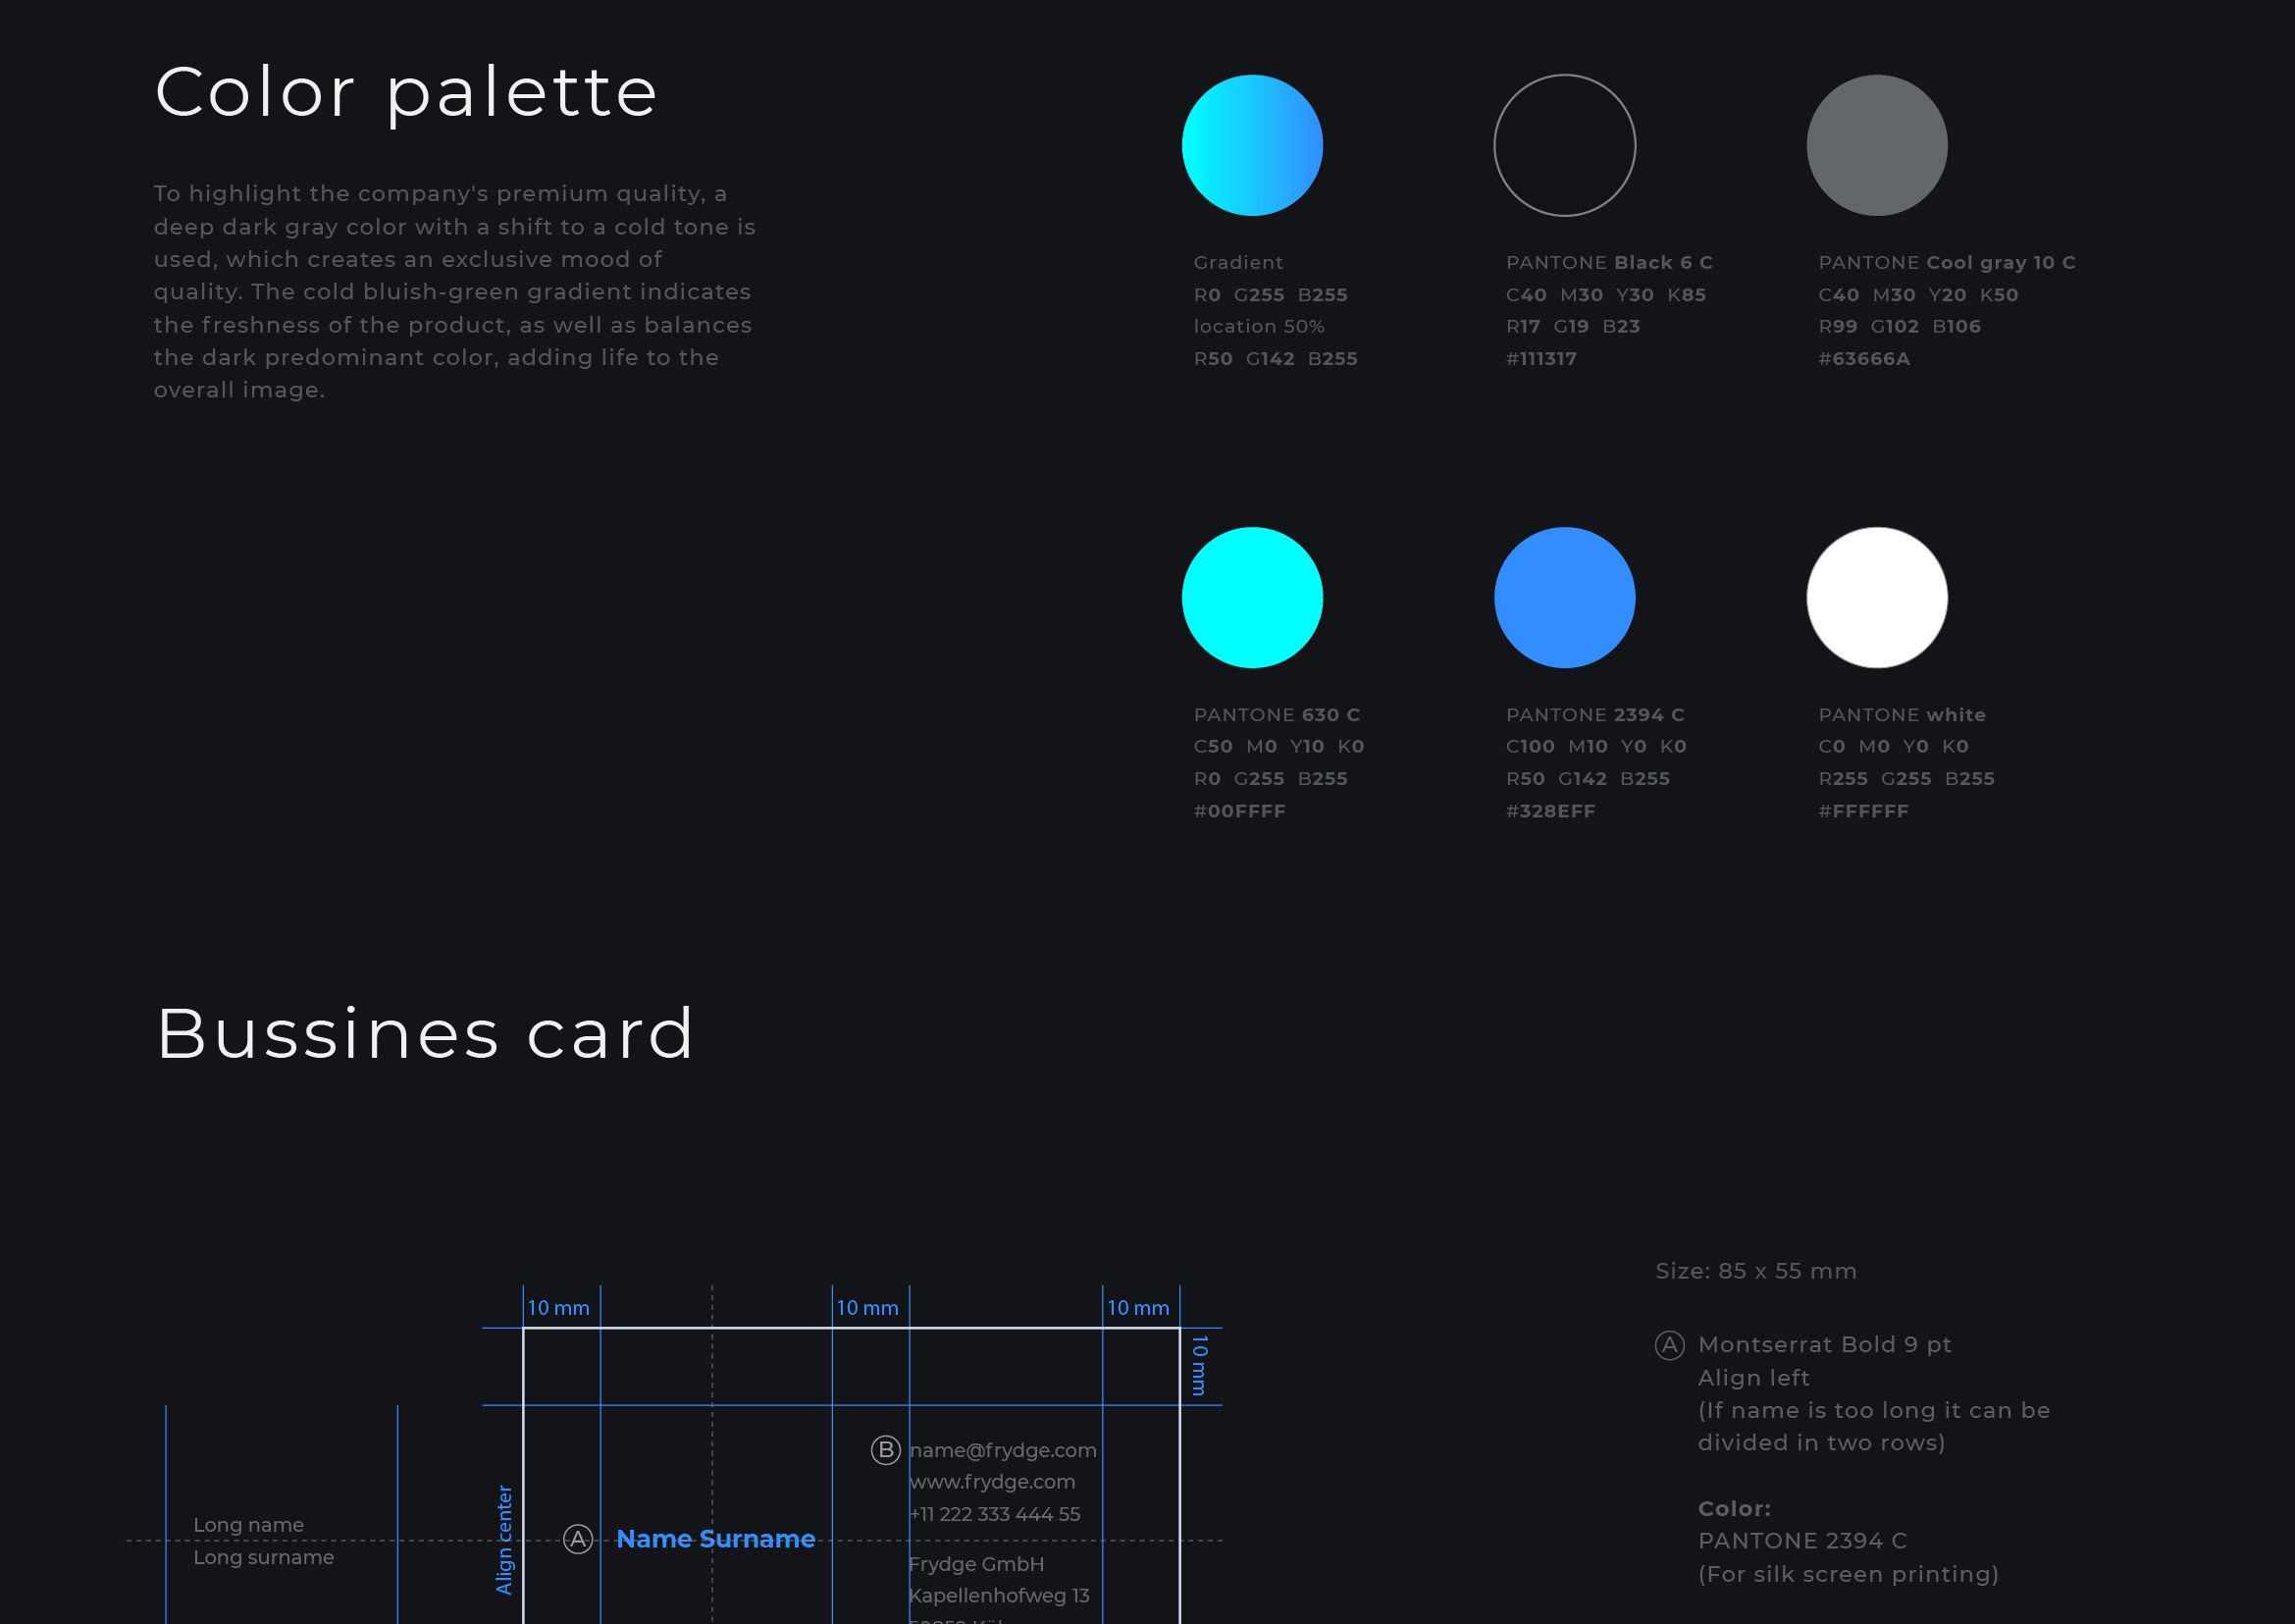 Color palette
To highlight the company's premium quality, a
deep dark gray color with a shift to a cold tone is
used, which creates an exclusive mood of
quality. The cold bluish-green gradient indicates
the freshness of the product, as well as balances
the dark predominant color, adding life to the
overall image.
Gradient
R0 G255 B255
location 50%
R50 G142 B255
PANTONE Black 6 C
C40 M30 Y30 K85
R17 G19 B23
#111317
PANTONE Cool gray 10 C
C40 M30 Y20 K50
R99 G102 B106
#63666A
PANTONE 630 C
C50 M0 Y10 K0
R0 G255 B255
#00FFFF
PANTONE 2394 C
C100 M10 Y0 K0
R50 G142 B255
#328EFF
PANTONE white
C0 M0 Y0 K0
R255 G255 B255
#FFFFFF
Bussines card
Long name
Long surname
10 mm
10 mm
10 mm
10 mm
Align center
A
Name Surname
B
name@frydge.com
www.frydge.com
+11 222 333 444 55
Frydge GmbH
Kapellenhofweg 13
Size: 85 x 55 mm
A Montserrat Bold 9 pt
Align left
(If name is too long it can be
divided in two rows)
Color:
PANTONE 2394 C
(For silk screen printing)